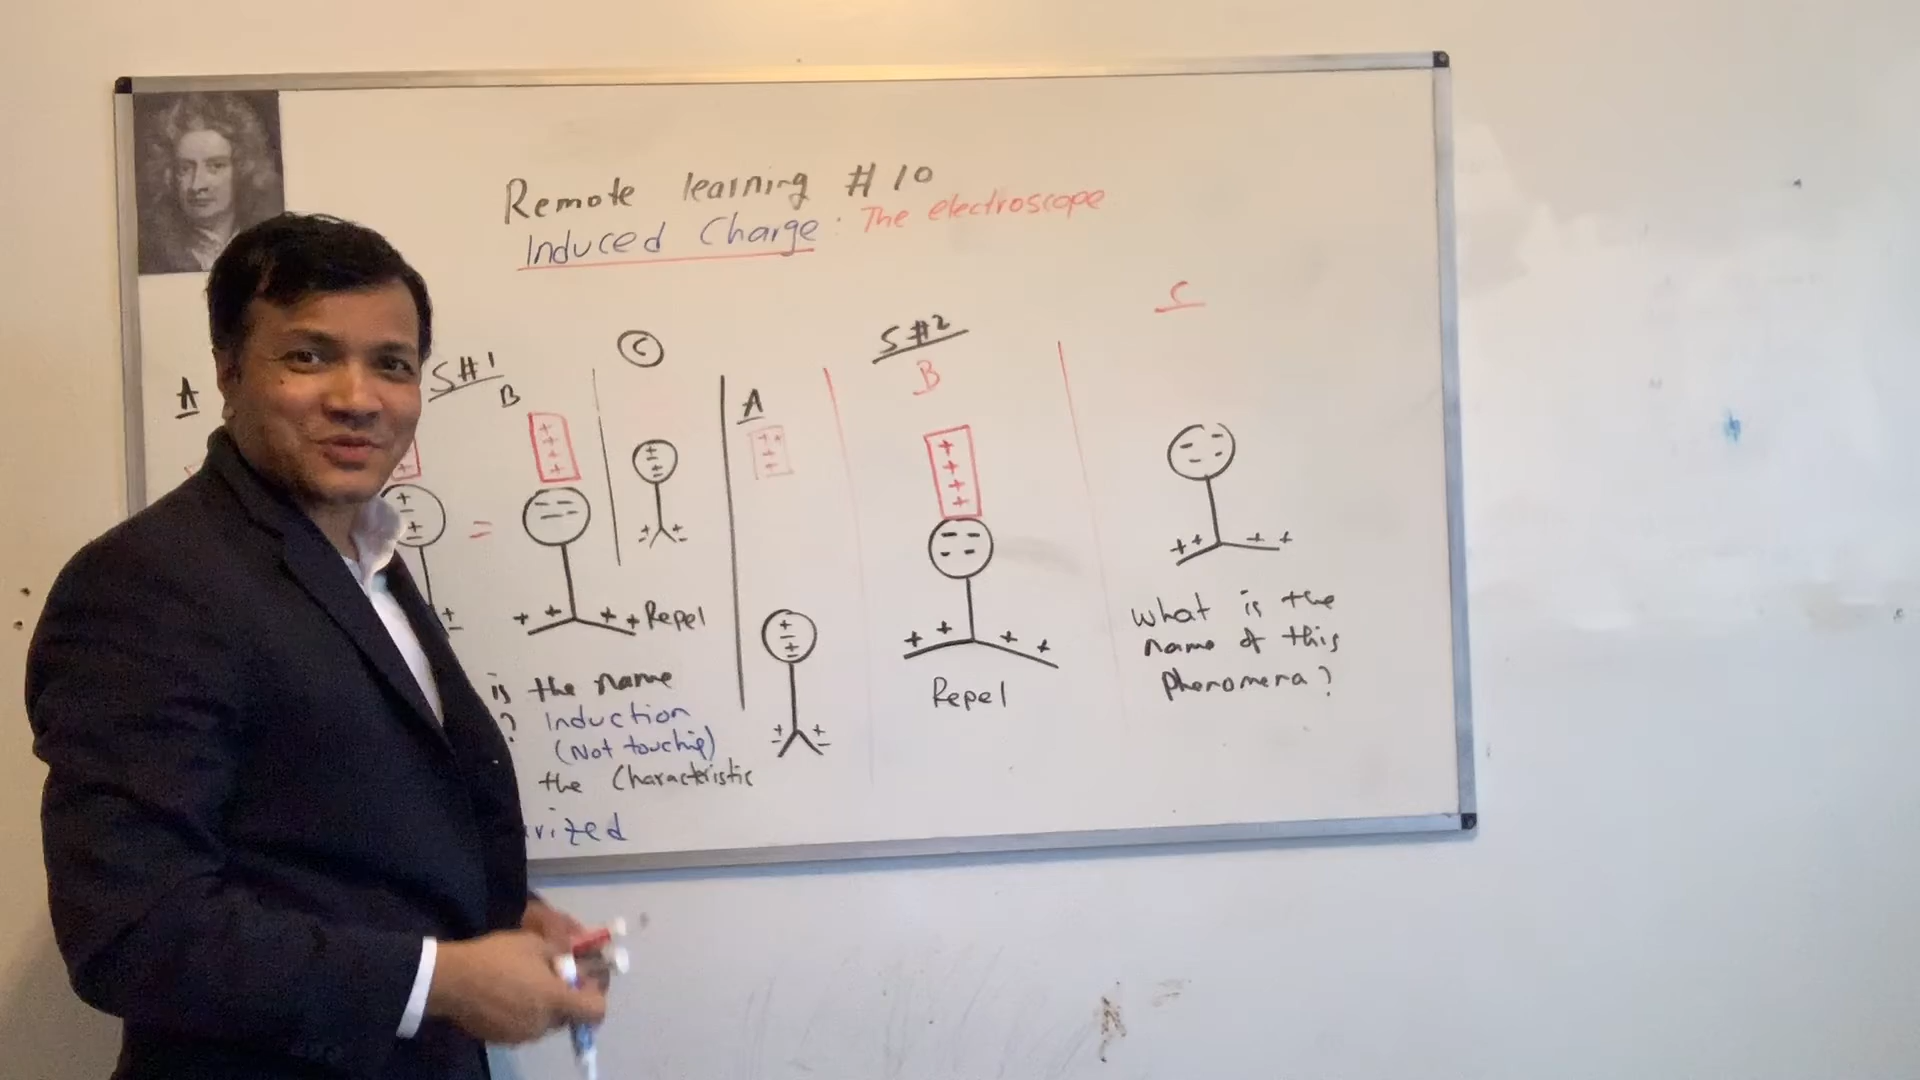 Remote learning #10
Induced Charge: The electroscope
A
S#1
B
C
+ + + +
+
± ±
=
- - - -
+ + + + Repel
± ±
± ±
±
is the name
? Induction
(Not touchig)
the Characteristic
rized
A
+ + + +
± ±
± ±
S#2
B
+ + + +
- - - -
+ + + +
Repel
C
- - - -
+ + + +
What is the
name of this
phenomena?